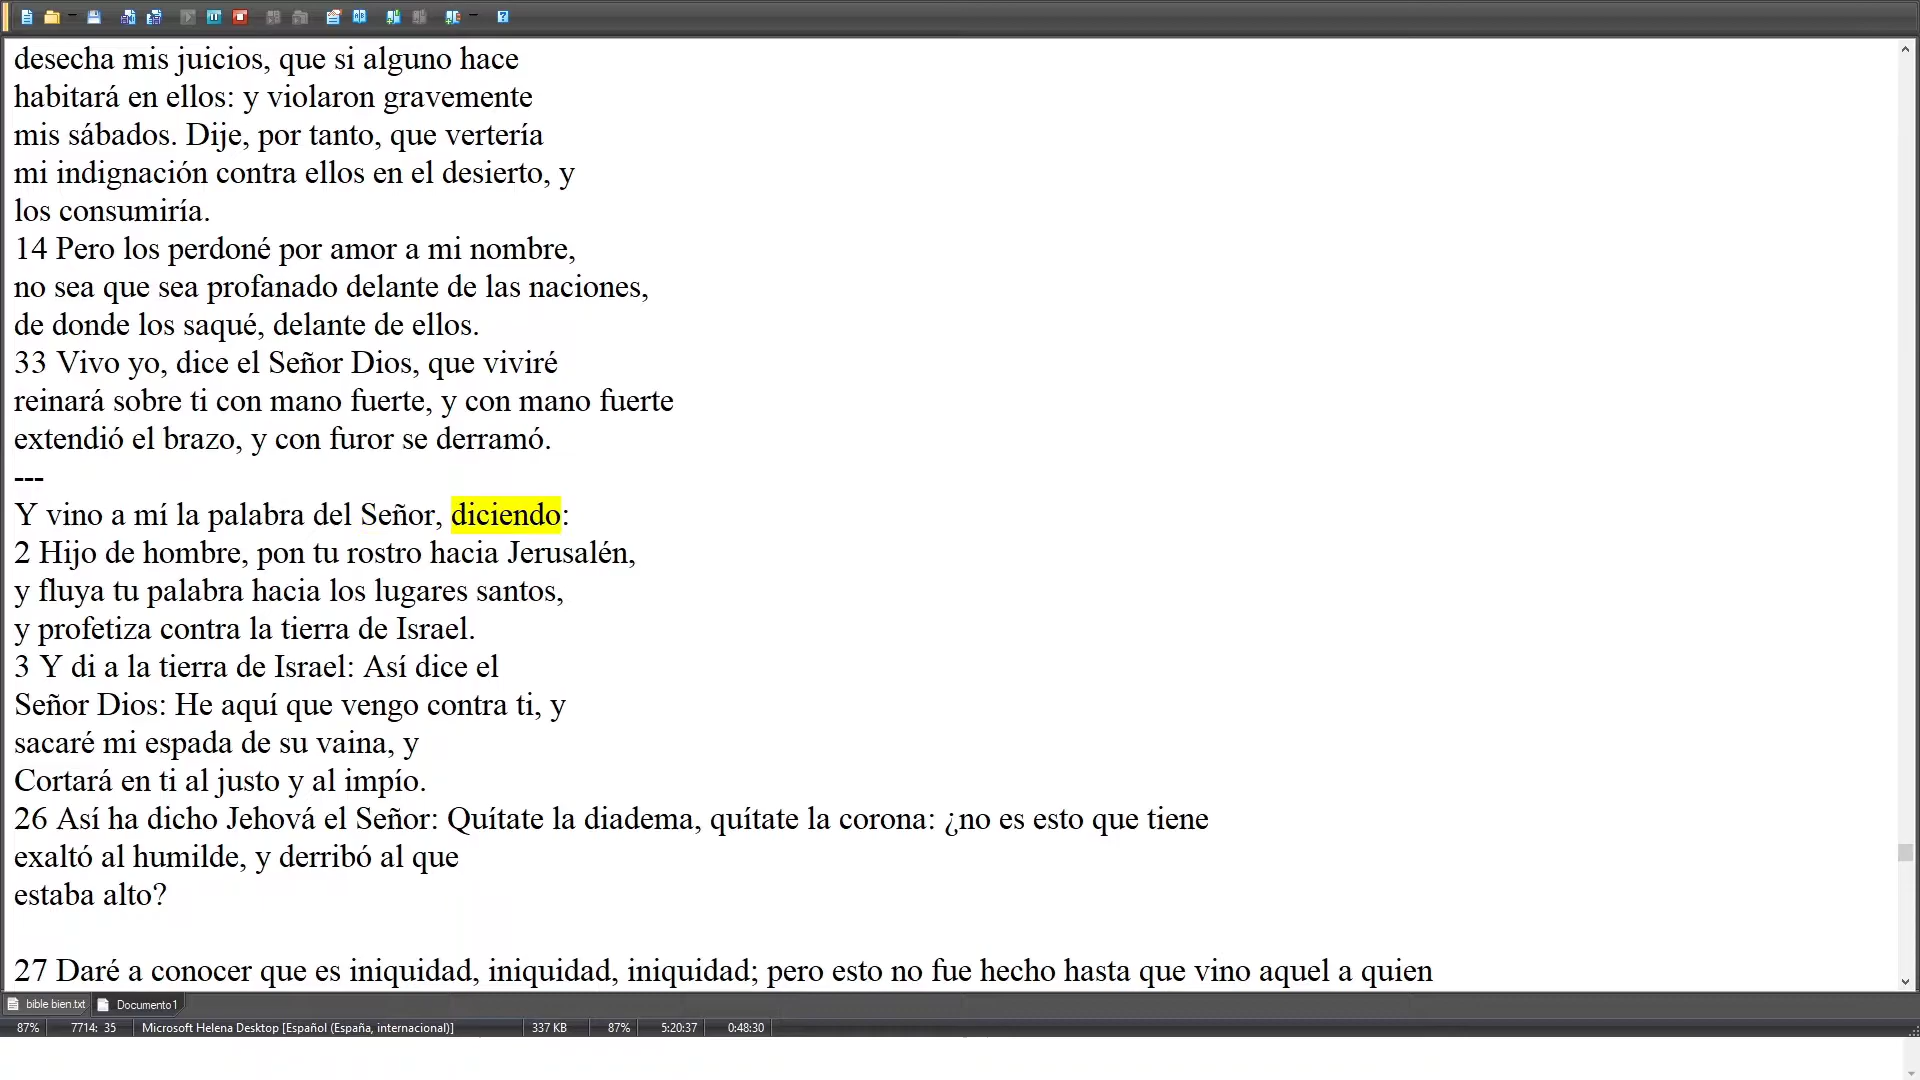 desecha mis juicios, que si alguno hace
habitará en ellos: y violaron gravemente
mis sábados. Dije, por tanto, que vertería
mi indignación contra ellos en el desierto, y
los consumiría.
14 Pero los perdoné por amor a mi nombre,
no sea que sea profanado delante de las naciones,
de donde los saqué, delante de ellos.
33 Vivo yo, dice el Señor Dios, que viviré
reinará sobre ti con mano fuerte, y con mano fuerte
extendió el brazo, y con furor se derramó.
---
Y vino a mí la palabra del Señor, diciendo:
2 Hijo de hombre, pon tu rostro hacia Jerusalén,
y fluya tu palabra hacia los lugares santos,
y profetiza contra la tierra de Israel.
3 Y di a la tierra de Israel: Así dice el
Señor Dios: He aquí que vengo contra ti, y
sacaré mi espada de su vaina, y
Cortará en ti al justo y al impío.
26 Así ha dicho Jehová el Señor: Quítate la diadema, quítate la corona: ¿no es esto que tiene
exaltó al humilde, y derribó al que
estaba alto?
27 Daré a conocer que es iniquidad, iniquidad, iniquidad; pero esto no fue hecho hasta que vino aquel a quien
bible bien.txt Documento1
87% 7714: 35 Microsoft Helena Desktop [Español (España, internacional)] 337 KB 87% 5:20:37 0:48:30